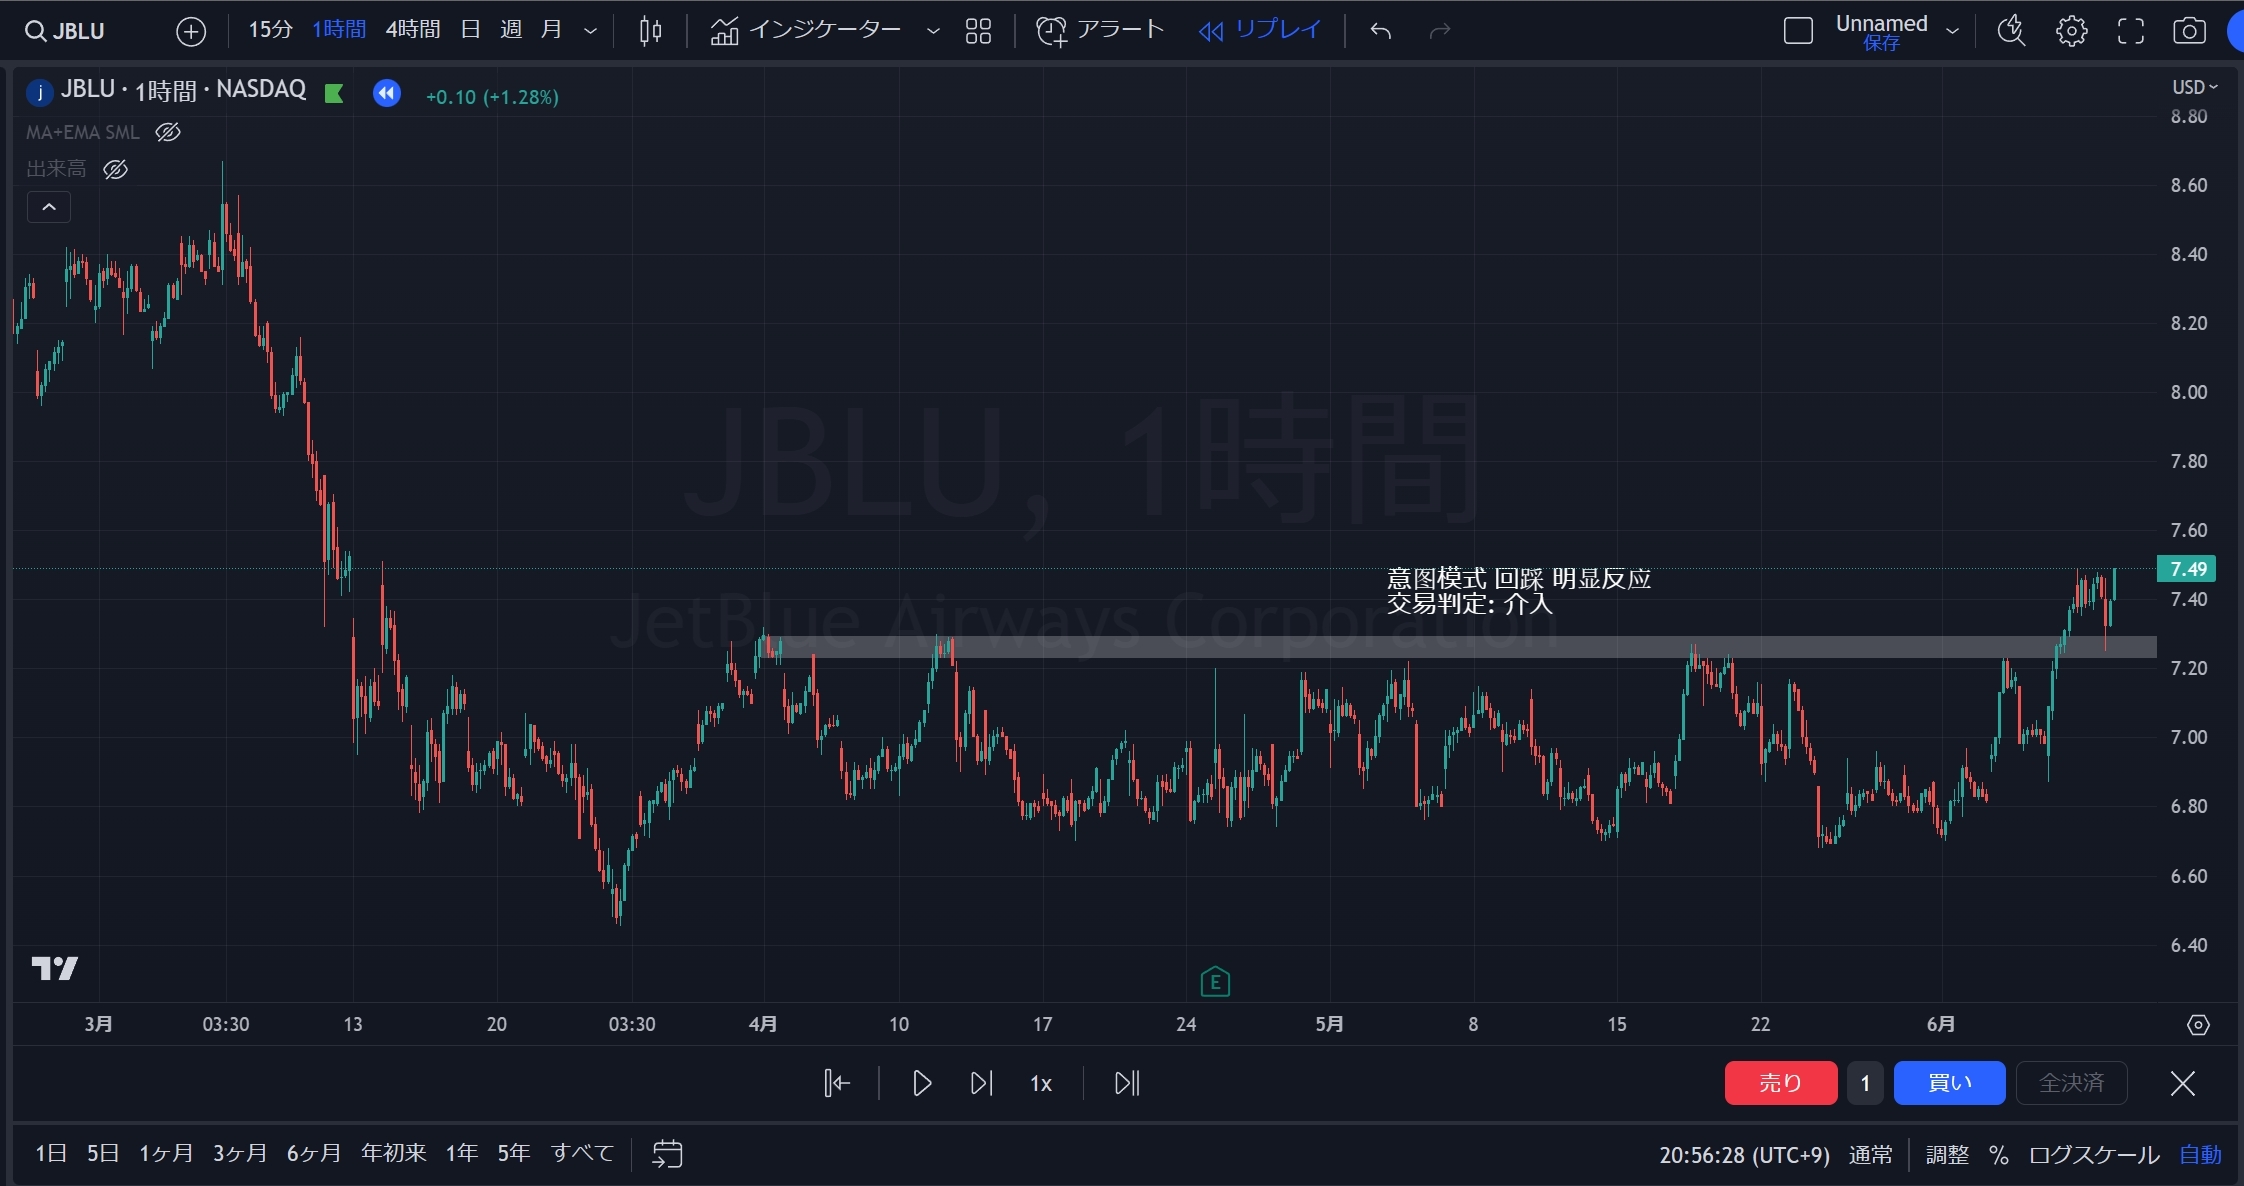 JBLU 15分 1時間 4時間 日 週 月 インジケーター アラート リプレイ Unnamed
保存
j JBLU · 1時間 · NASDAQ +0.10 (+1.28%) USD
MA+EMA SML
出来高
8.80
8.60
8.40
8.20
8.00
7.80
7.60
7.49
7.40
7.20
7.00
6.80
6.60
6.40
JBLU, 1時間
JetBlue Airways Corporation
意图模式 回踩 明显反应
交易判定: 介入
E
3月 03:30 13 20 03:30 4月 10 17 24 5月 8 15 22 6月
1x 売り 1 買い 全決済
1日 5日 1ヶ月 3ヶ月 6ヶ月 年初来 1年 5年 すべて 20:56:28 (UTC+9) 通常 調整 % ログスケール 自動